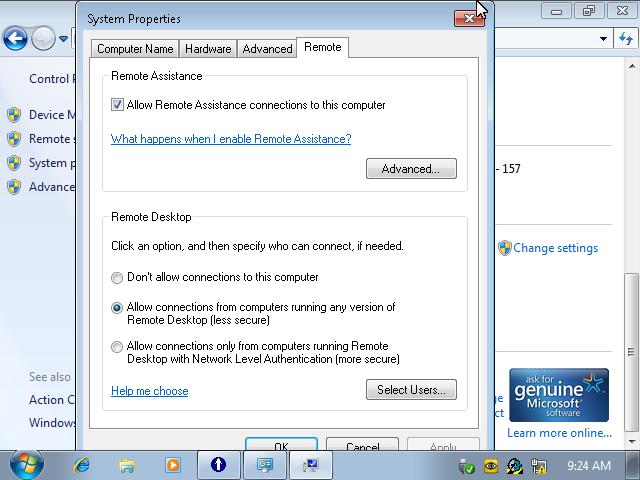 System Properties
Computer Name
Hardware
Advanced
Remote
Remote Assistance
Allow Remote Assistance connections to this computer
What happens when I enable Remote Assistance?
Advanced...
Remote Desktop
Click an option, and then specify who can connect, if needed.
Don't allow connections to this computer
Allow connections from computers running any version of
Remote Desktop (less secure)
Allow connections only from computers running Remote
Desktop with Network Level Authentication (more secure)
Help me choose
Select Users...
OK
Cancel
Apply
Control
Device M
Remote s
System p
Advance
See also
Action C
Window
- 157
Change settings
ask for
genuine
Microsoft
software
Learn more online...
9:24 AM